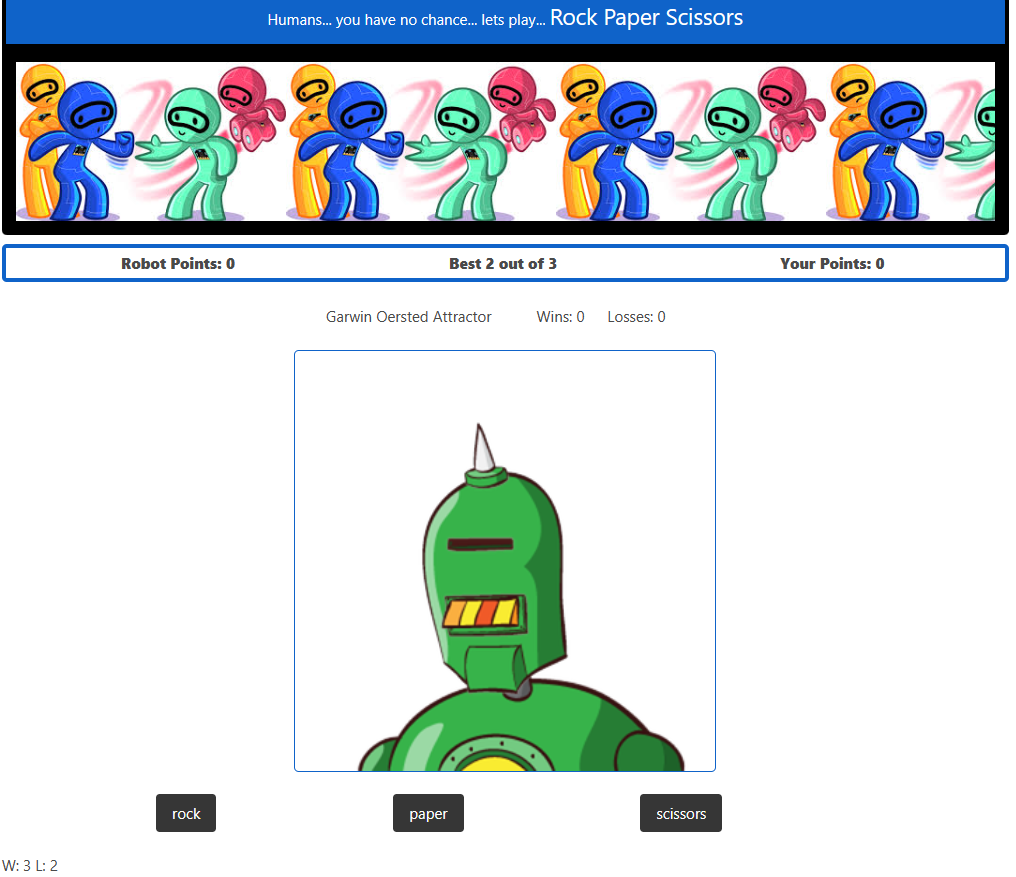 Humans... you have no chance... lets play... Rock Paper Scissors
Robot Points: 0 Best 2 out of 3 Your Points: 0
Garwin Oersted Attractor Wins: 0 Losses: 0
rock paper scissors
W: 3 L: 2